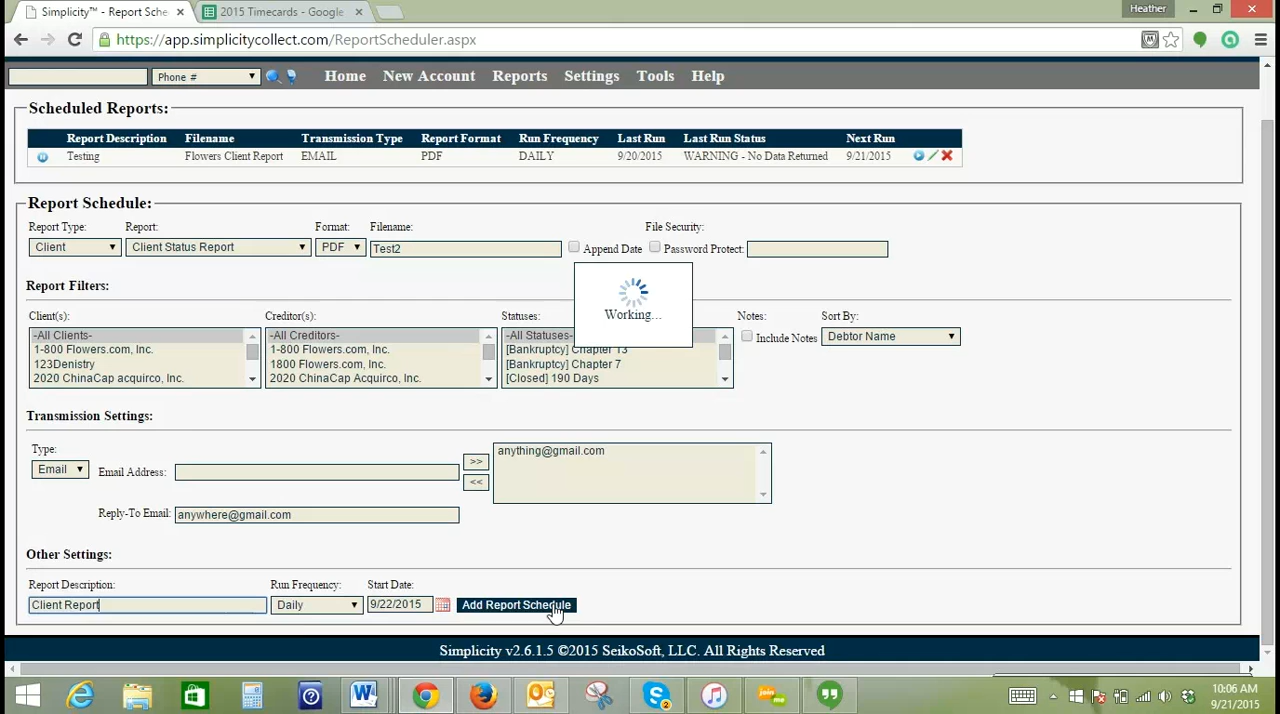 Simplicity™ - Report Sche
2015 Timecards - Google
Heather
https://app.simplicitycollect.com/ReportScheduler.aspx
Phone #
Home New Account Reports Settings Tools Help
Scheduled Reports:
Report Description Filename Transmission Type Report Format Run Frequency Last Run Last Run Status Next Run
Testing Flowers Client Report EMAIL PDF DAILY 9/20/2015 WARNING - No Data Returned 9/21/2015
Report Schedule:
Report Type: Report: Format: Filename: File Security:
Client Client Status Report PDF Test2 Append Date Password Protect:
Report Filters:
Working...
Client(s): Creditor(s): Statuses: Notes: Sort By:
-All Clients- -All Creditors- -All Statuses- Include Notes Debtor Name
1-800 Flowers.com, Inc. 1-800 Flowers.com, Inc. [Bankruptcy] Chapter 13
123Denistry 1800 Flowers.com, Inc. [Bankruptcy] Chapter 7
2020 ChinaCap acquirco, Inc. 2020 ChinaCap Acquirco, Inc. [Closed] 190 Days
Transmission Settings:
Type:
Email Email Address: >> anything@gmail.com
<<
Reply-To Email: anywhere@gmail.com
Other Settings:
Report Description: Run Frequency: Start Date:
Client Report Daily 9/22/2015 Add Report Schedule
Simplicity v2.6.1.5 ©2015 SeikoSoft, LLC. All Rights Reserved
10:06 AM
9/21/2015